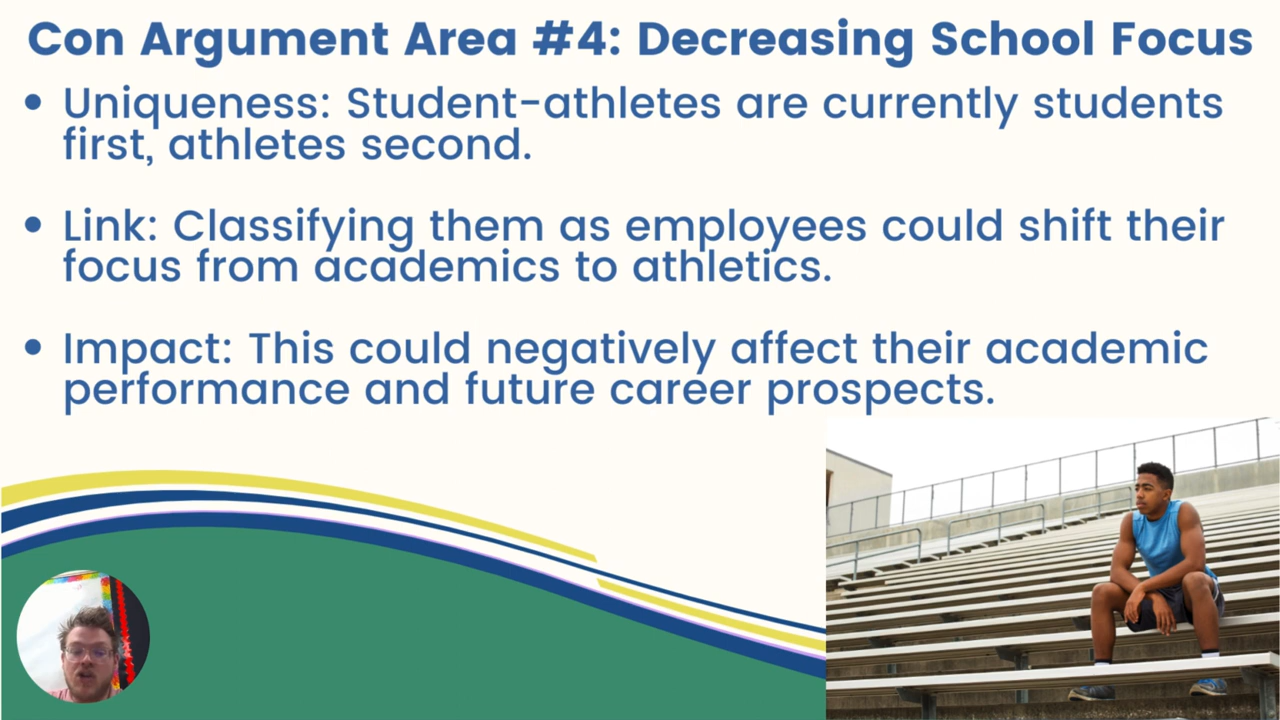 Con Argument Area #4: Decreasing School Focus
• Uniqueness: Student-athletes are currently students
first, athletes second.
• Link: Classifying them as employees could shift their
focus from academics to athletics.
• Impact: This could negatively affect their academic
performance and future career prospects.